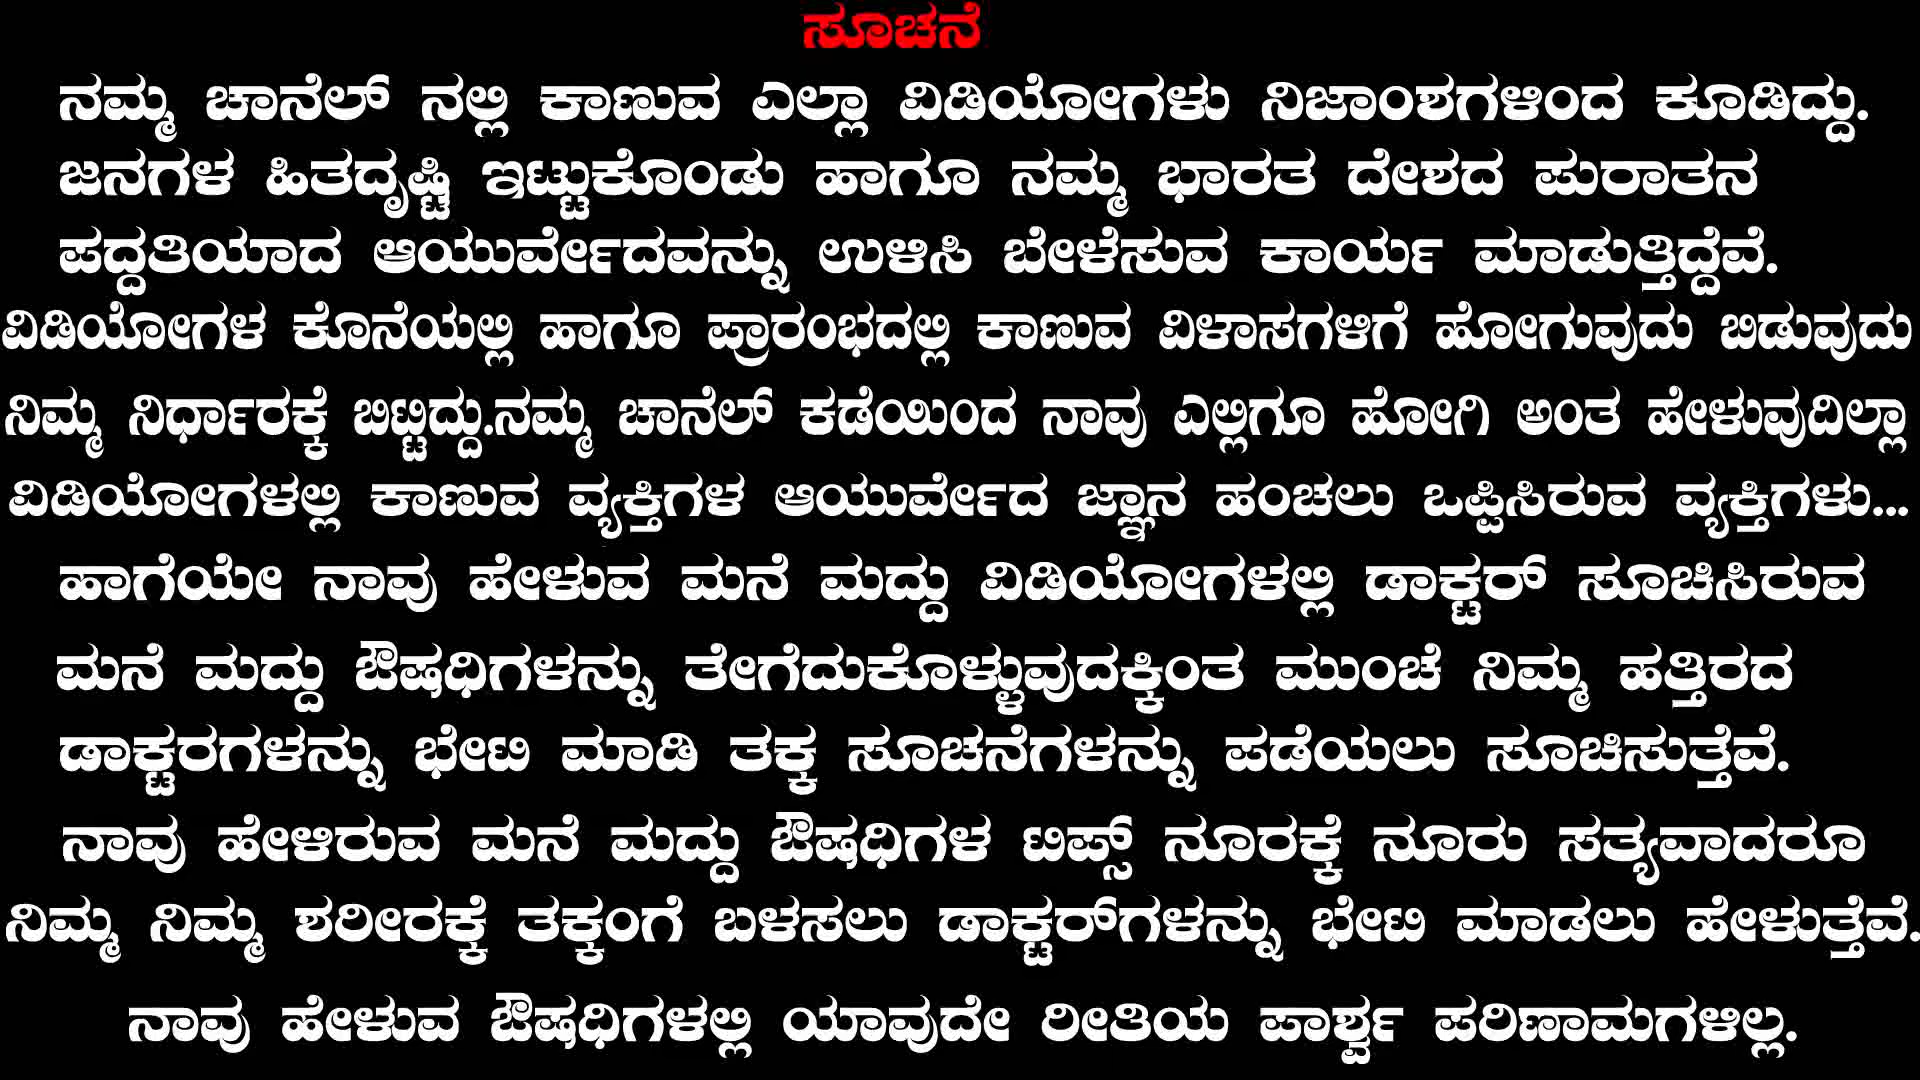 ಸೂಚನೆ
ನಮ್ಮ ಚಾನೆಲ್ ನಲ್ಲಿ ಕಾಣುವ ಎಲ್ಲಾ ವಿಡಿಯೋಗಳು ನಿಜಾಂಶಗಳಿಂದ ಕೂಡಿದ್ದು.
ಜನಗಳ ಹಿತದೃಷ್ಟಿ ಇಟ್ಟುಕೊಂಡು ಹಾಗೂ ನಮ್ಮ ಭಾರತ ದೇಶದ ಪುರಾತನ
ಪದ್ದತಿಯಾದ ಆಯುರ್ವೇದವನ್ನು ಉಳಿಸಿ ಬೇಳೆಸುವ ಕಾರ್ಯ ಮಾಡುತ್ತಿದ್ದೆವೆ.
ವಿಡಿಯೋಗಳ ಕೊನೆಯಲ್ಲಿ ಹಾಗೂ ಪ್ರಾರಂಭದಲ್ಲಿ ಕಾಣುವ ವಿಳಾಸಗಳಿಗೆ ಹೋಗುವುದು ಬಿಡುವುದು
ನಿಮ್ಮ ನಿರ್ಧಾರಕ್ಕೆ ಬಿಟ್ಟಿದ್ದು.ನಮ್ಮ ಚಾನೆಲ್ ಕಡೆಯಿಂದ ನಾವು ಎಲ್ಲಿಗೂ ಹೋಗಿ ಅಂತ ಹೇಳುವುದಿಲ್ಲಾ
ವಿಡಿಯೋಗಳಲ್ಲಿ ಕಾಣುವ ವ್ಯಕ್ತಿಗಳ ಆಯುರ್ವೇದ ಜ್ಞಾನ ಹಂಚಲು ಒಪ್ಪಿಸಿರುವ ವ್ಯಕ್ತಿಗಳು...
ಹಾಗೆಯೇ ನಾವು ಹೇಳುವ ಮನೆ ಮದ್ದು ವಿಡಿಯೋಗಳಲ್ಲಿ ಡಾಕ್ಟರ್ ಸೂಚಿಸಿರುವ
ಮನೆ ಮದ್ದು ಔಷಧಿಗಳನ್ನು ತೇಗೆದುಕೊಳ್ಳುವುದಕ್ಕಿಂತ ಮುಂಚೆ ನಿಮ್ಮ ಹತ್ತಿರದ
ಡಾಕ್ಟರಗಳನ್ನು ಭೇಟಿ ಮಾಡಿ ತಕ್ಕ ಸೂಚನೆಗಳನ್ನು ಪಡೆಯಲು ಸೂಚಿಸುತ್ತೆವೆ.
ನಾವು ಹೇಳಿರುವ ಮನೆ ಮದ್ದು ಔಷಧಿಗಳ ಟಿಪ್ಸ್ ನೂರಕ್ಕೆ ನೂರು ಸತ್ಯವಾದರೂ
ನಿಮ್ಮ ನಿಮ್ಮ ಶರೀರಕ್ಕೆ ತಕ್ಕಂಗೆ ಬಳಸಲು ಡಾಕ್ಟರ್‌ಗಳನ್ನು ಭೇಟಿ ಮಾಡಲು ಹೇಳುತ್ತೆವೆ.
ನಾವು ಹೇಳುವ ಔಷಧಿಗಳಲ್ಲಿ ಯಾವುದೇ ರೀತಿಯ ಪಾರ್ಶ್ವ ಪರಿಣಾಮಗಳಿಲ್ಲ.